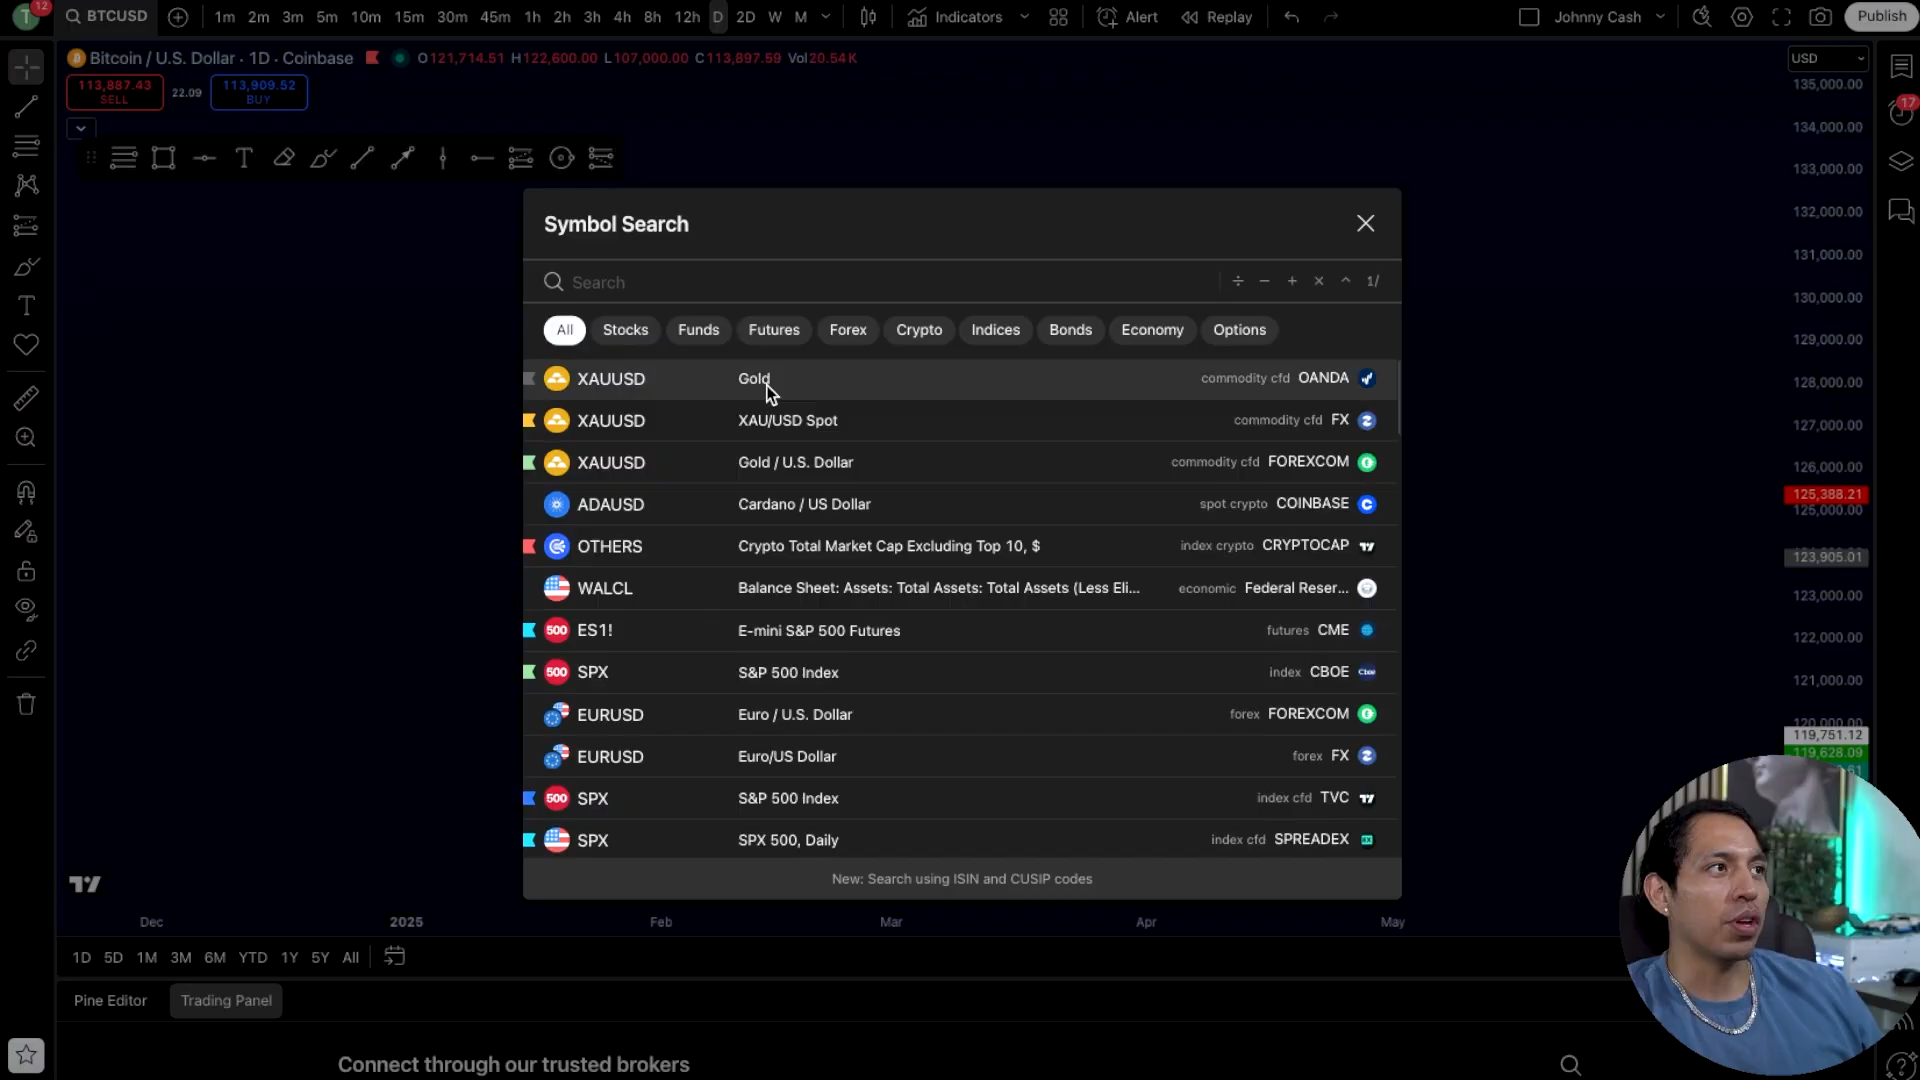 12
BTCUSD
1m 2m 3m 5m 10m 15m 30m 45m 1h 2h 3h 4h 8h 12h D 2D W M
Indicators
Alert
Replay
Johnny Cash
Publish
Bitcoin / U.S. Dollar · 1D · Coinbase
O121,714.51 H122,600.00 L107,000.00 C113,897.59 Vol20.54K
USD
113,887.43
SELL
22.09
113,909.52
BUY
135,000.00
134,000.00
133,000.00
132,000.00
131,000.00
130,000.00
129,000.00
128,000.00
127,000.00
126,000.00
125,388.21
125,000.00
123,905.01
123,000.00
122,000.00
121,000.00
120,000.00
119,751.12
119,628.09
17
Symbol Search
Search
÷ − + × ^ 1/
All Stocks Funds Futures Forex Crypto Indices Bonds Economy Options
XAUUSD Gold commodity cfd OANDA
XAUUSD XAU/USD Spot commodity cfd FX
XAUUSD Gold / U.S. Dollar commodity cfd FOREXCOM
ADAUSD Cardano / US Dollar spot crypto COINBASE
OTHERS Crypto Total Market Cap Excluding Top 10, $ index crypto CRYPTOCAP
WALCL Balance Sheet: Assets: Total Assets: Total Assets (Less Eli... economic Federal Reser...
500 ES1! E-mini S&P 500 Futures futures CME
500 SPX S&P 500 Index index CBOE
EURUSD Euro / U.S. Dollar forex FOREXCOM
EURUSD Euro/US Dollar forex FX
500 SPX S&P 500 Index index cfd TVC
SPX SPX 500, Daily index cfd SPREADEX
New: Search using ISIN and CUSIP codes
Dec 2025 Feb Mar Apr May
1D 5D 1M 3M 6M YTD 1Y 5Y All
Pine Editor
Trading Panel
Connect through our trusted brokers